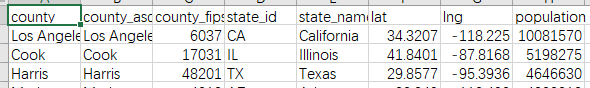 county county_asc county_fips state_id state_name lat lng population
Los Angele Los Angele 6037 CA California 34.3207 -118.225 10081570
Cook Cook 17031 IL Illinois 41.8401 -87.8168 5198275
Harris Harris 48201 TX Texas 29.8577 -95.3936 4646630